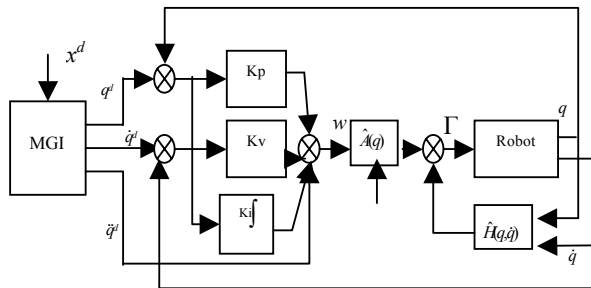 x^d
q^d
Kp
MGI
q̇^d
Kv
w
Â(q)
Γ
Robot
q
Ki∫
q̈^d
Ĥ(q,q̇)
q̇